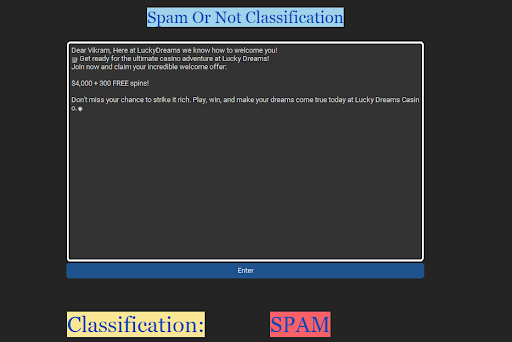 Spam Or Not Classification
Dear Vikram, Here at LuckyDreams we know how to welcome you!
Get ready for the ultimate casino adventure at Lucky Dreams!
Join now and claim your incredible welcome offer:
$4,000 + 300 FREE spins!
Don't miss your chance to strike it rich. Play, win, and make your dreams come true today at Lucky Dreams Casin
o.
Enter
Classification: SPAM